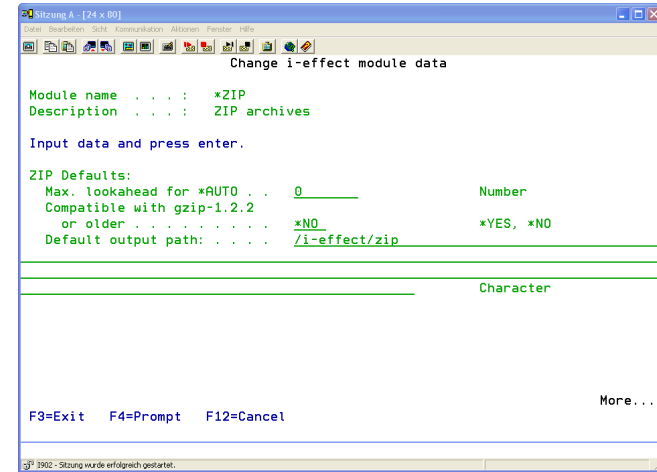 Sitzung A - [24 x 80]
Datei Bearbeiten Sicht Kommunikation Aktionen Fenster Hilfe
Change i-effect module data
Module name . . . : *ZIP
Description . . . : ZIP archives
Input data and press enter.
ZIP Defaults:
Max. lookahead for *AUTO . . 0 Number
Compatible with gzip-1.2.2
or older . . . . . . . . . *NO *YES, *NO
Default output path: . . . . /i-effect/zip
Character
More...
F3=Exit F4=Prompt F12=Cancel
I902 - Sitzung wurde erfolgreich gestartet.